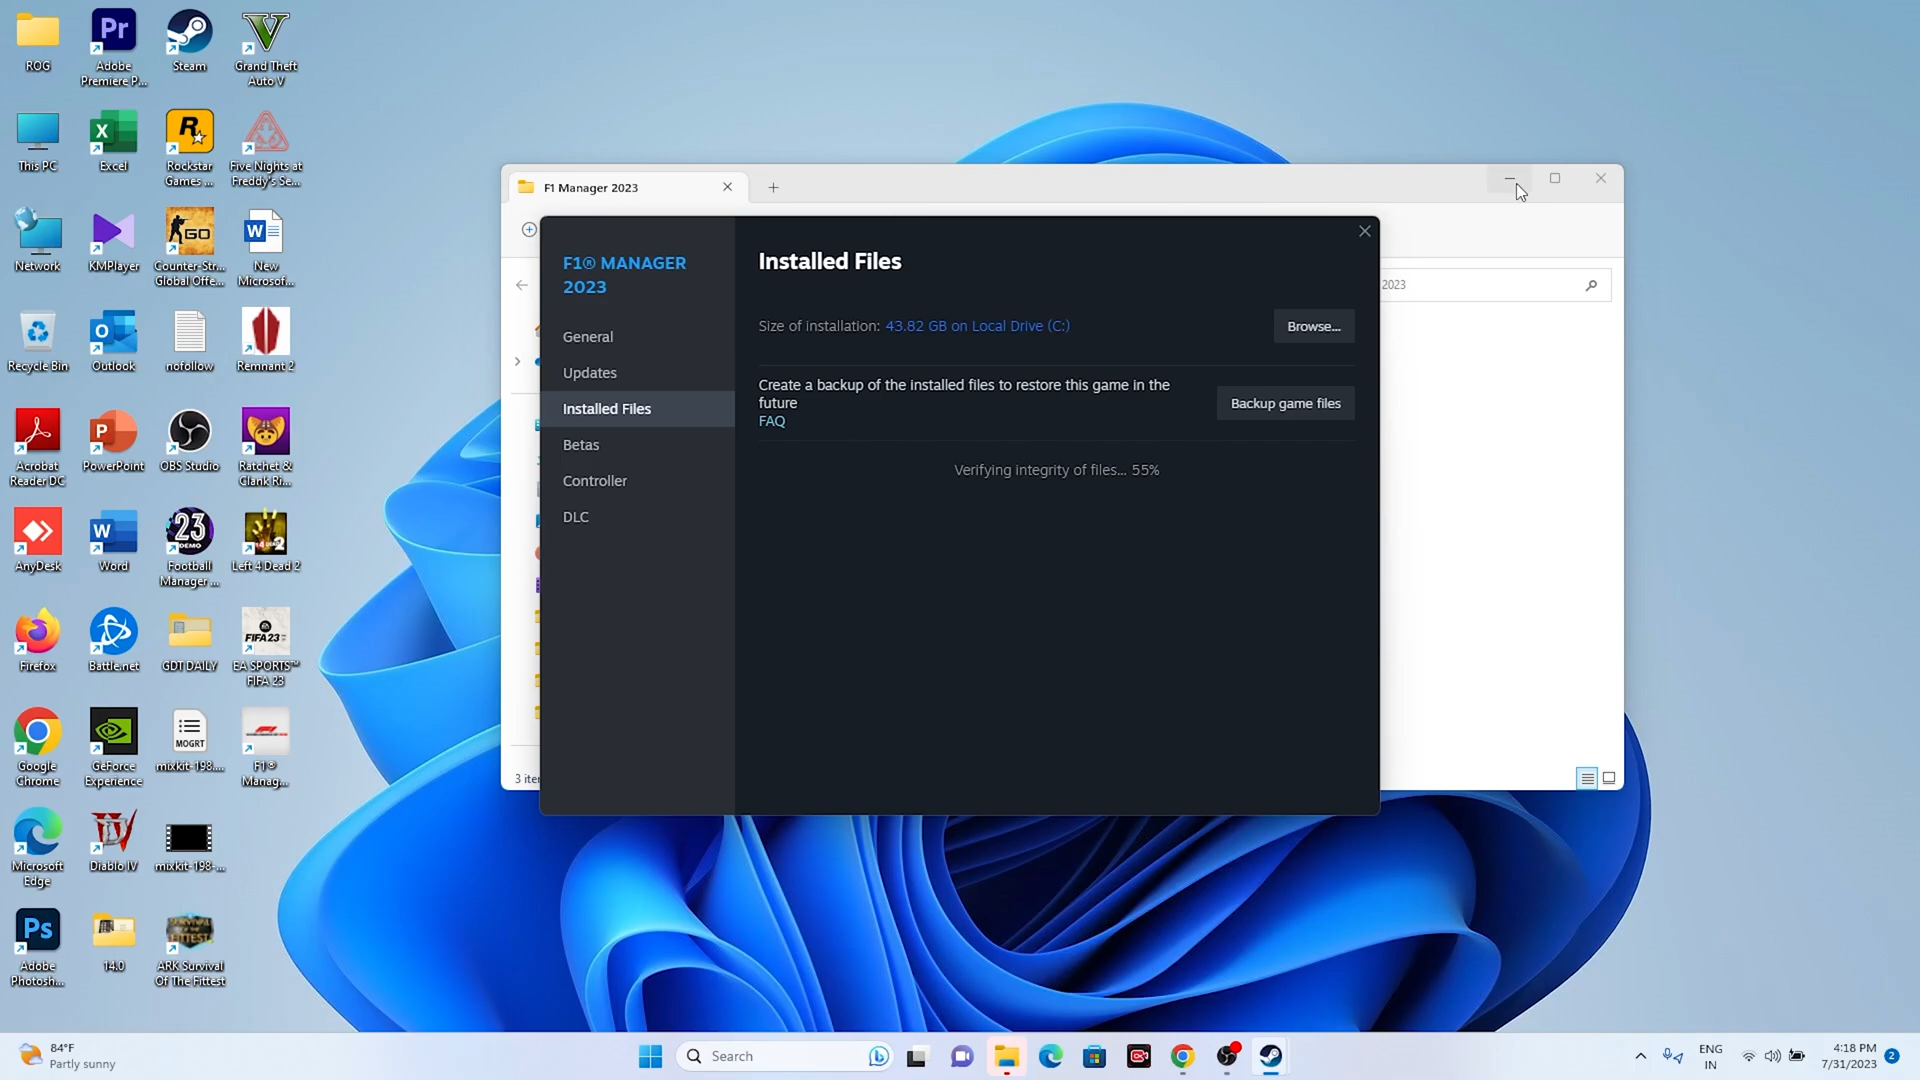 ROG
Adobe
Premiere P...
Steam
Grand Theft
Auto V
This PC
Excel
Rockstar
Games ...
Five Nights at
Freddy's Se...
Network
KMPlayer
Counter-Str...
Global Offe...
New
Microsof...
Recycle Bin
Outlook
nofollow
Remnant 2
Acrobat
Reader DC
PowerPoint
OBS Studio
Ratchet &
Clank Ri...
AnyDesk
Word
Football
Manager ...
Left 4 Dead 2
Firefox
Battle.net
GDT DAILY
EA SPORTS™
FIFA 23
Google
Chrome
GeForce
Experience
MOGRT
mixkit-198....
F1®
Manag...
Microsoft
Edge
Diablo IV
mixkit-198-...
Adobe
Photosh...
14.0
ARK Survival
Of The Fittest
F1 Manager 2023
2023
3 iter
F1® MANAGER
2023
General
Updates
Installed Files
Betas
Controller
DLC
Installed Files
Size of installation: 43.82 GB on Local Drive (C:)
Browse...
Create a backup of the installed files to restore this game in the
future
FAQ
Backup game files
Verifying integrity of files... 55%
84°F
Partly sunny
Search
ENG
IN
4:18 PM
7/31/2023
2